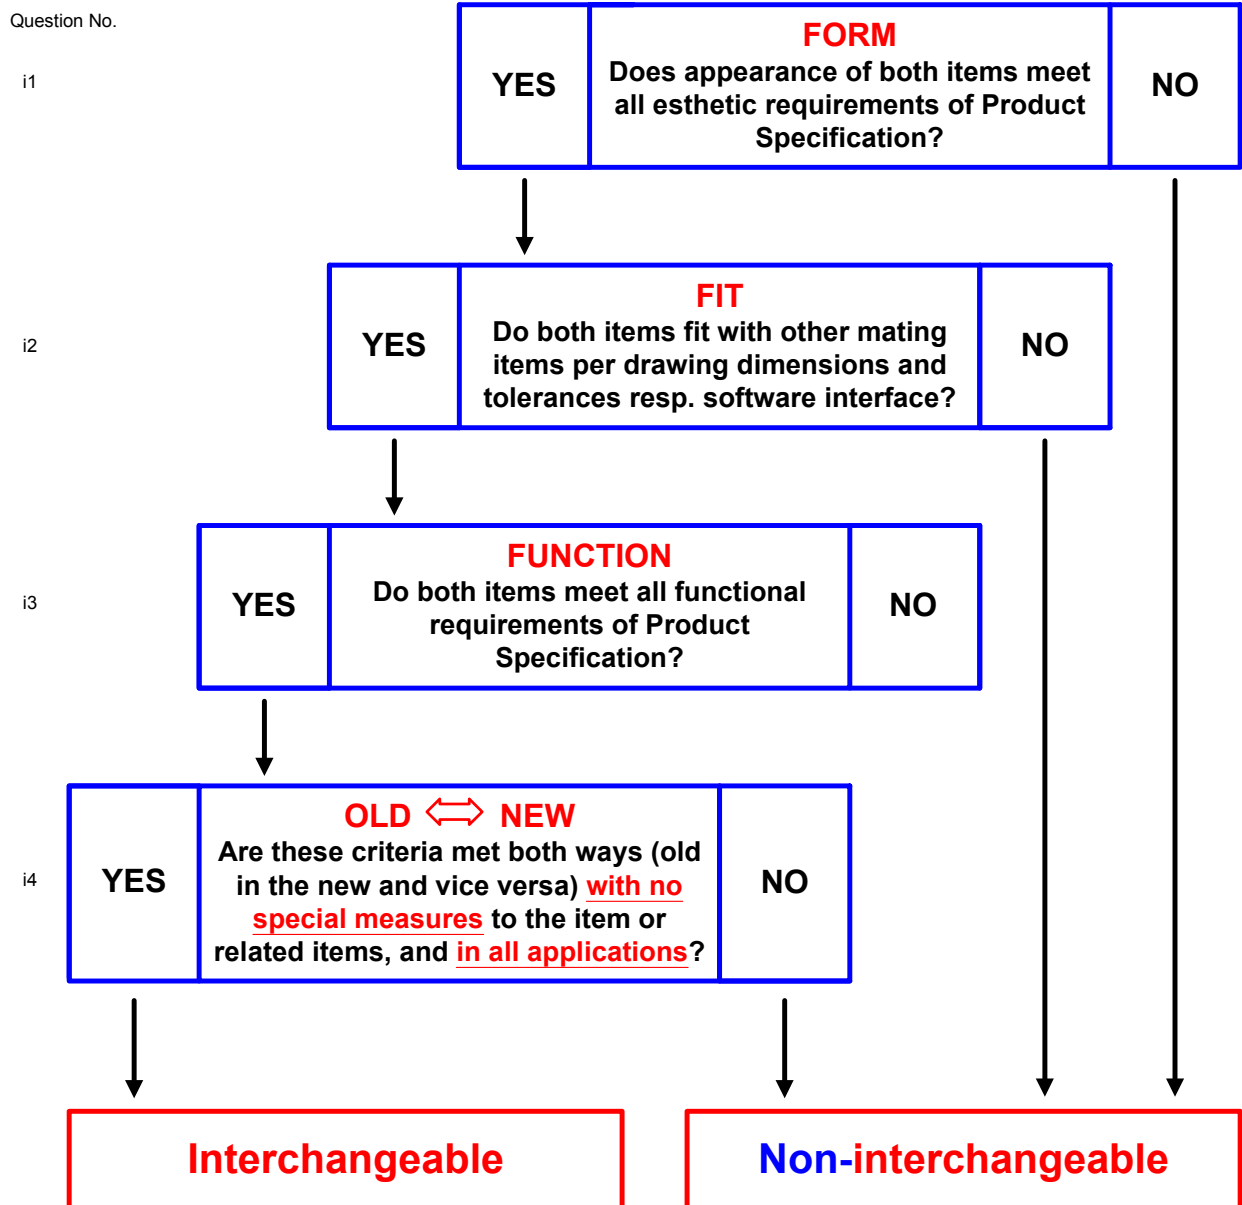 Question No.
i1
YES
FORM
Does appearance of both items meet
all esthetic requirements of Product
Specification?
NO
i2
YES
FIT
Do both items fit with other mating
items per drawing dimensions and
tolerances resp. software interface?
NO
i3
YES
FUNCTION
Do both items meet all functional
requirements of Product
Specification?
NO
i4
YES
OLD NEW
Are these criteria met both ways (old
in the new and vice versa) with no
special measures to the item or
related items, and in all applications?
NO
Interchangeable
Non-interchangeable